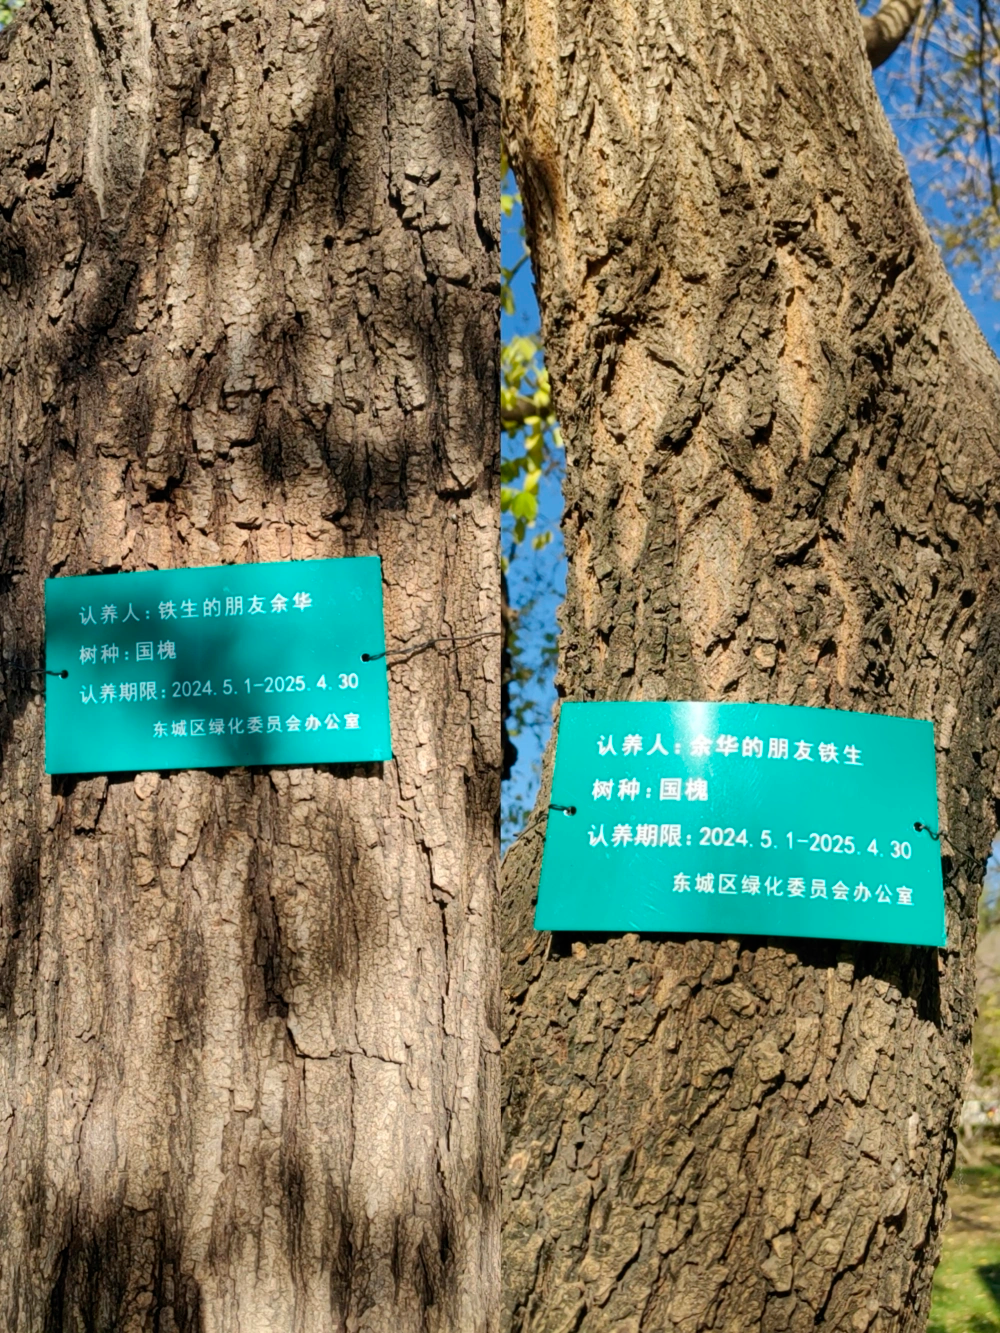 认养人:铁生的朋友余华
树种:国槐
认养期限:2024.5.1-2025.4.30
东城区绿化委员会办公室
认养人:余华的朋友铁生
树种:国槐
认养期限:2024.5.1-2025.4.30
东城区绿化委员会办公室